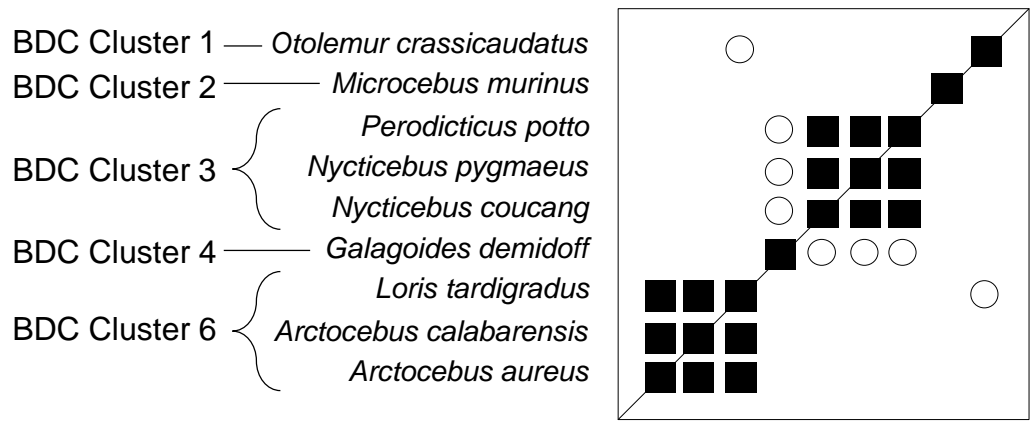 BDC Cluster 1 Otolemur crassicaudatus
BDC Cluster 2 Microcebus murinus
Perodicticus potto
BDC Cluster 3 Nycticebus pygmaeus
Nycticebus coucang
BDC Cluster 4 Galagoides demidoff
Loris tardigradus
BDC Cluster 6 Arctocebus calabarensis
Arctocebus aureus